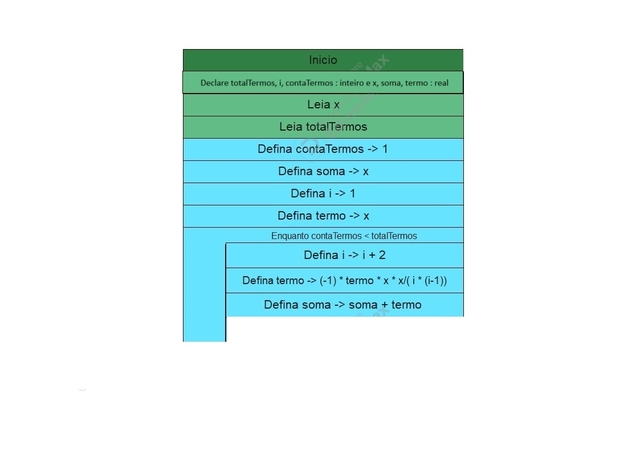 Inicio
Declare totalTermos, i, contaTermos : inteiro e x, soma, termo : real
Leia x
Leia totalTermos
Defina contaTermos -> 1
Defina soma -> x
Defina i -> 1
Defina termo -> x
Enquanto contaTermos < totalTermos
Defina i -> i + 2
Defina termo -> (-1) * termo * x * x/( i * (i-1))
Defina soma -> soma + termo